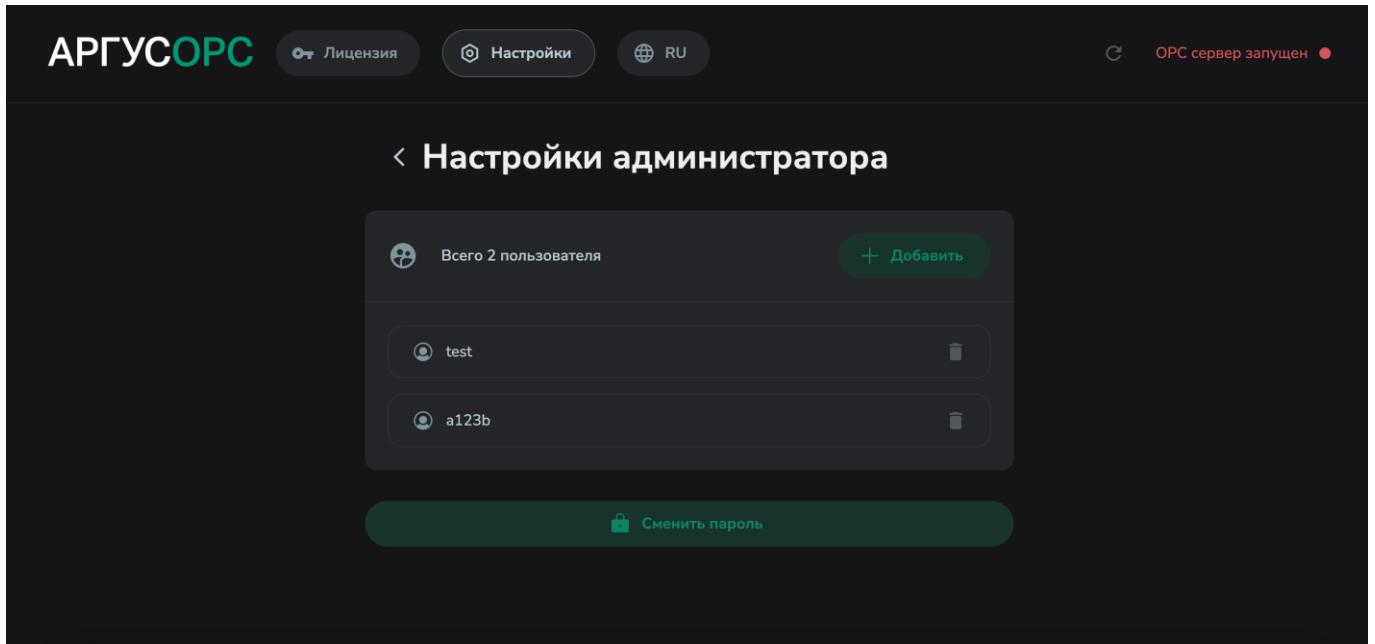 АРГУСОРС
Лицензия
Настройки
RU
ОРС сервер запущен
Настройки администратора
Всего 2 пользователя
Добавить
test
a123b
Сменить пароль